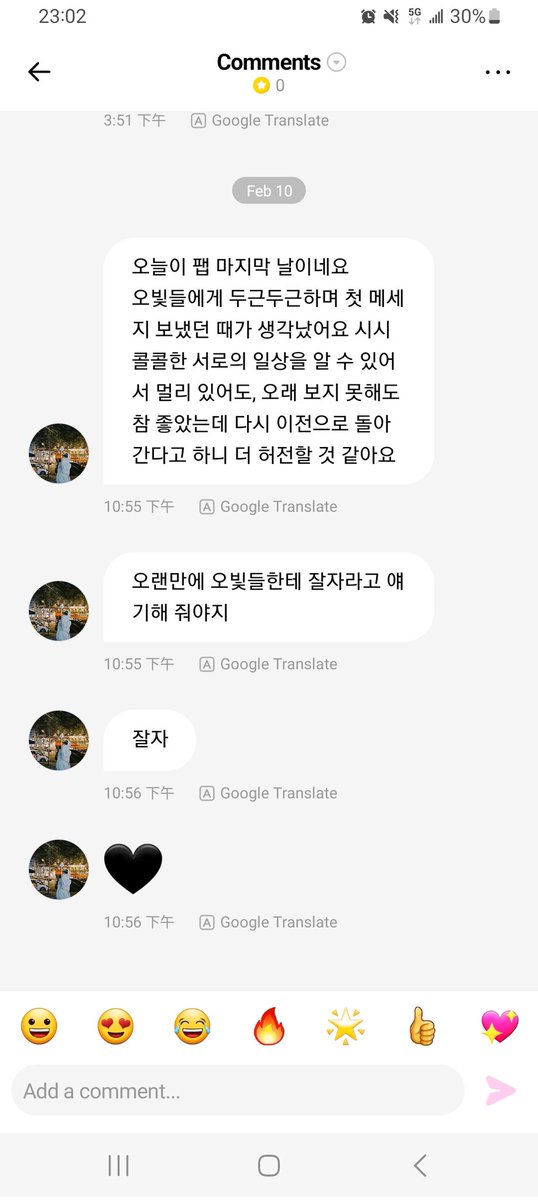 23:02
5G
30%
Comments
0
3:51 下午
A Google Translate
Feb 10
오늘이 팹 마지막 날이네요
오빛들에게 두근두근하며 첫 메세
지 보냈던 때가 생각났어요 시시
콜콜한 서로의 일상을 알 수 있어
서 멀리 있어도, 오래 보지 못해도
참 좋았는데 다시 이전으로 돌아
간다고 하니 더 허전할 것 같아요
10:55 下午
A Google Translate
오랜만에 오빛들한테 잘자라고 얘
기해 줘야지
10:55 下午
A Google Translate
잘자
10:56 下午
A Google Translate
10:56 下午
A Google Translate
Add a comment...